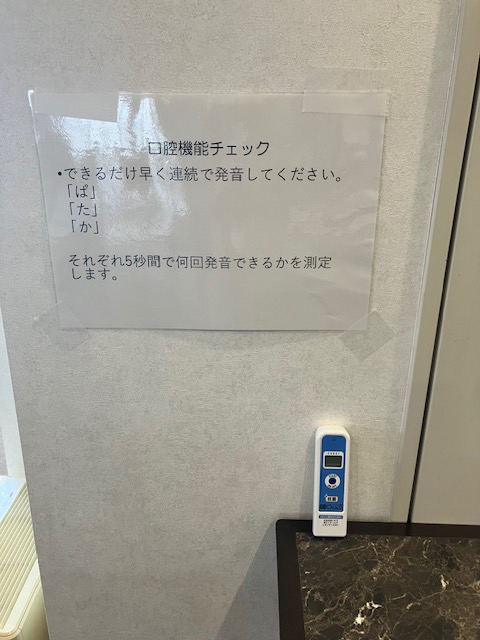 口腔機能チェック
•できるだけ早く連続で発音してください。
「ぱ」
「た」
「か」
それぞれ5秒間で何回発音できるかを測定
します。